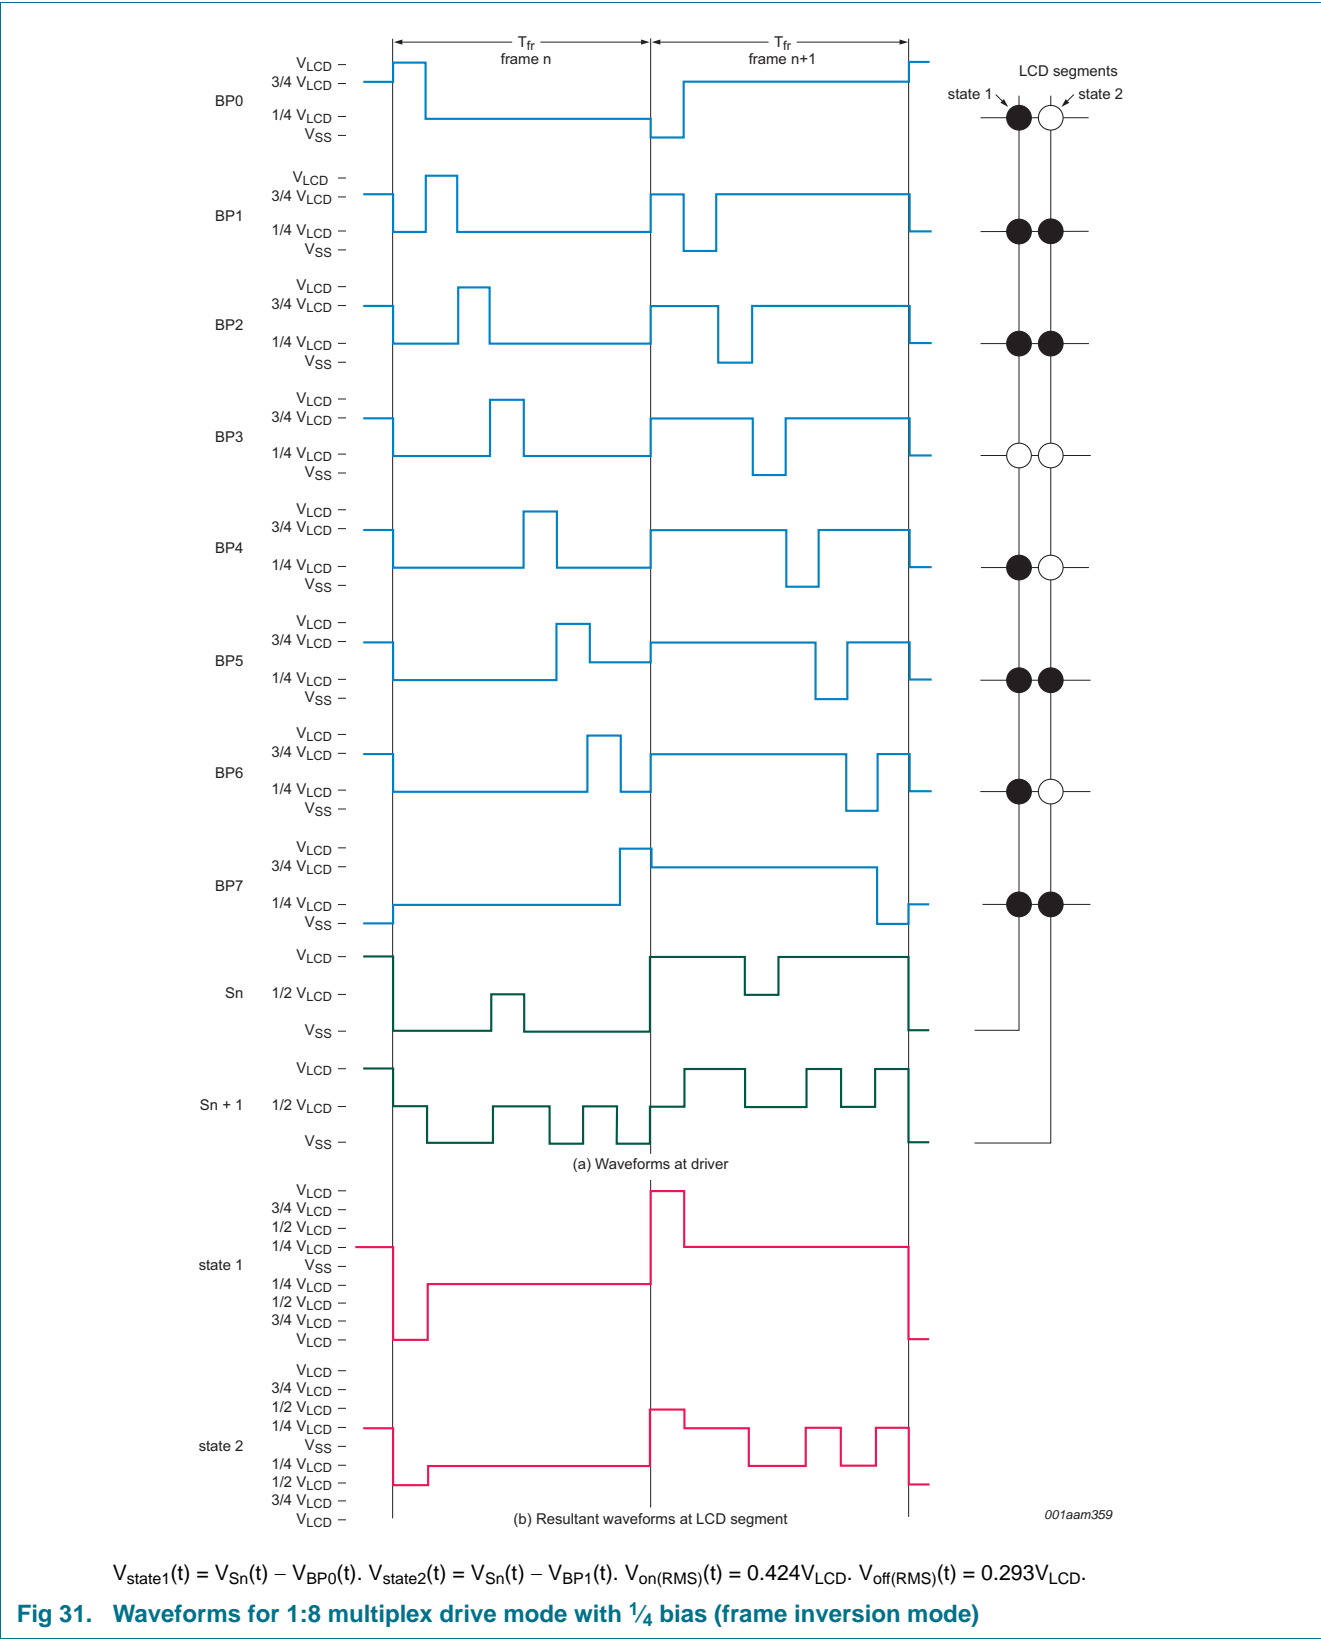 Tfr Tfr
frame n frame n+1
LCD segments
state 1 state 2
VLCD
3/4 VLCD
BP0
1/4 VLCD
VSS
VLCD
3/4 VLCD
BP1
1/4 VLCD
VSS
VLCD
3/4 VLCD
BP2
1/4 VLCD
VSS
VLCD
3/4 VLCD
BP3
1/4 VLCD
VSS
VLCD
3/4 VLCD
BP4
1/4 VLCD
VSS
VLCD
3/4 VLCD
BP5
1/4 VLCD
VSS
VLCD
3/4 VLCD
BP6
1/4 VLCD
VSS
VLCD
3/4 VLCD
BP7
1/4 VLCD
VSS
VLCD
Sn 1/2 VLCD
VSS
VLCD
Sn + 1 1/2 VLCD
VSS
(a) Waveforms at driver
VLCD
3/4 VLCD
1/2 VLCD
1/4 VLCD
state 1 VSS
1/4 VLCD
1/2 VLCD
3/4 VLCD
VLCD
VLCD
3/4 VLCD
1/2 VLCD
1/4 VLCD
state 2 VSS
1/4 VLCD
1/2 VLCD
3/4 VLCD
VLCD
(b) Resultant waveforms at LCD segment
001aam359
Vstate1(t) = VSn(t) − VBP0(t). Vstate2(t) = VSn(t) − VBP1(t). Von(RMS)(t) = 0.424VLCD. Voff(RMS)(t) = 0.293VLCD.
Fig 31. Waveforms for 1:8 multiplex drive mode with 1⁄4 bias (frame inversion mode)